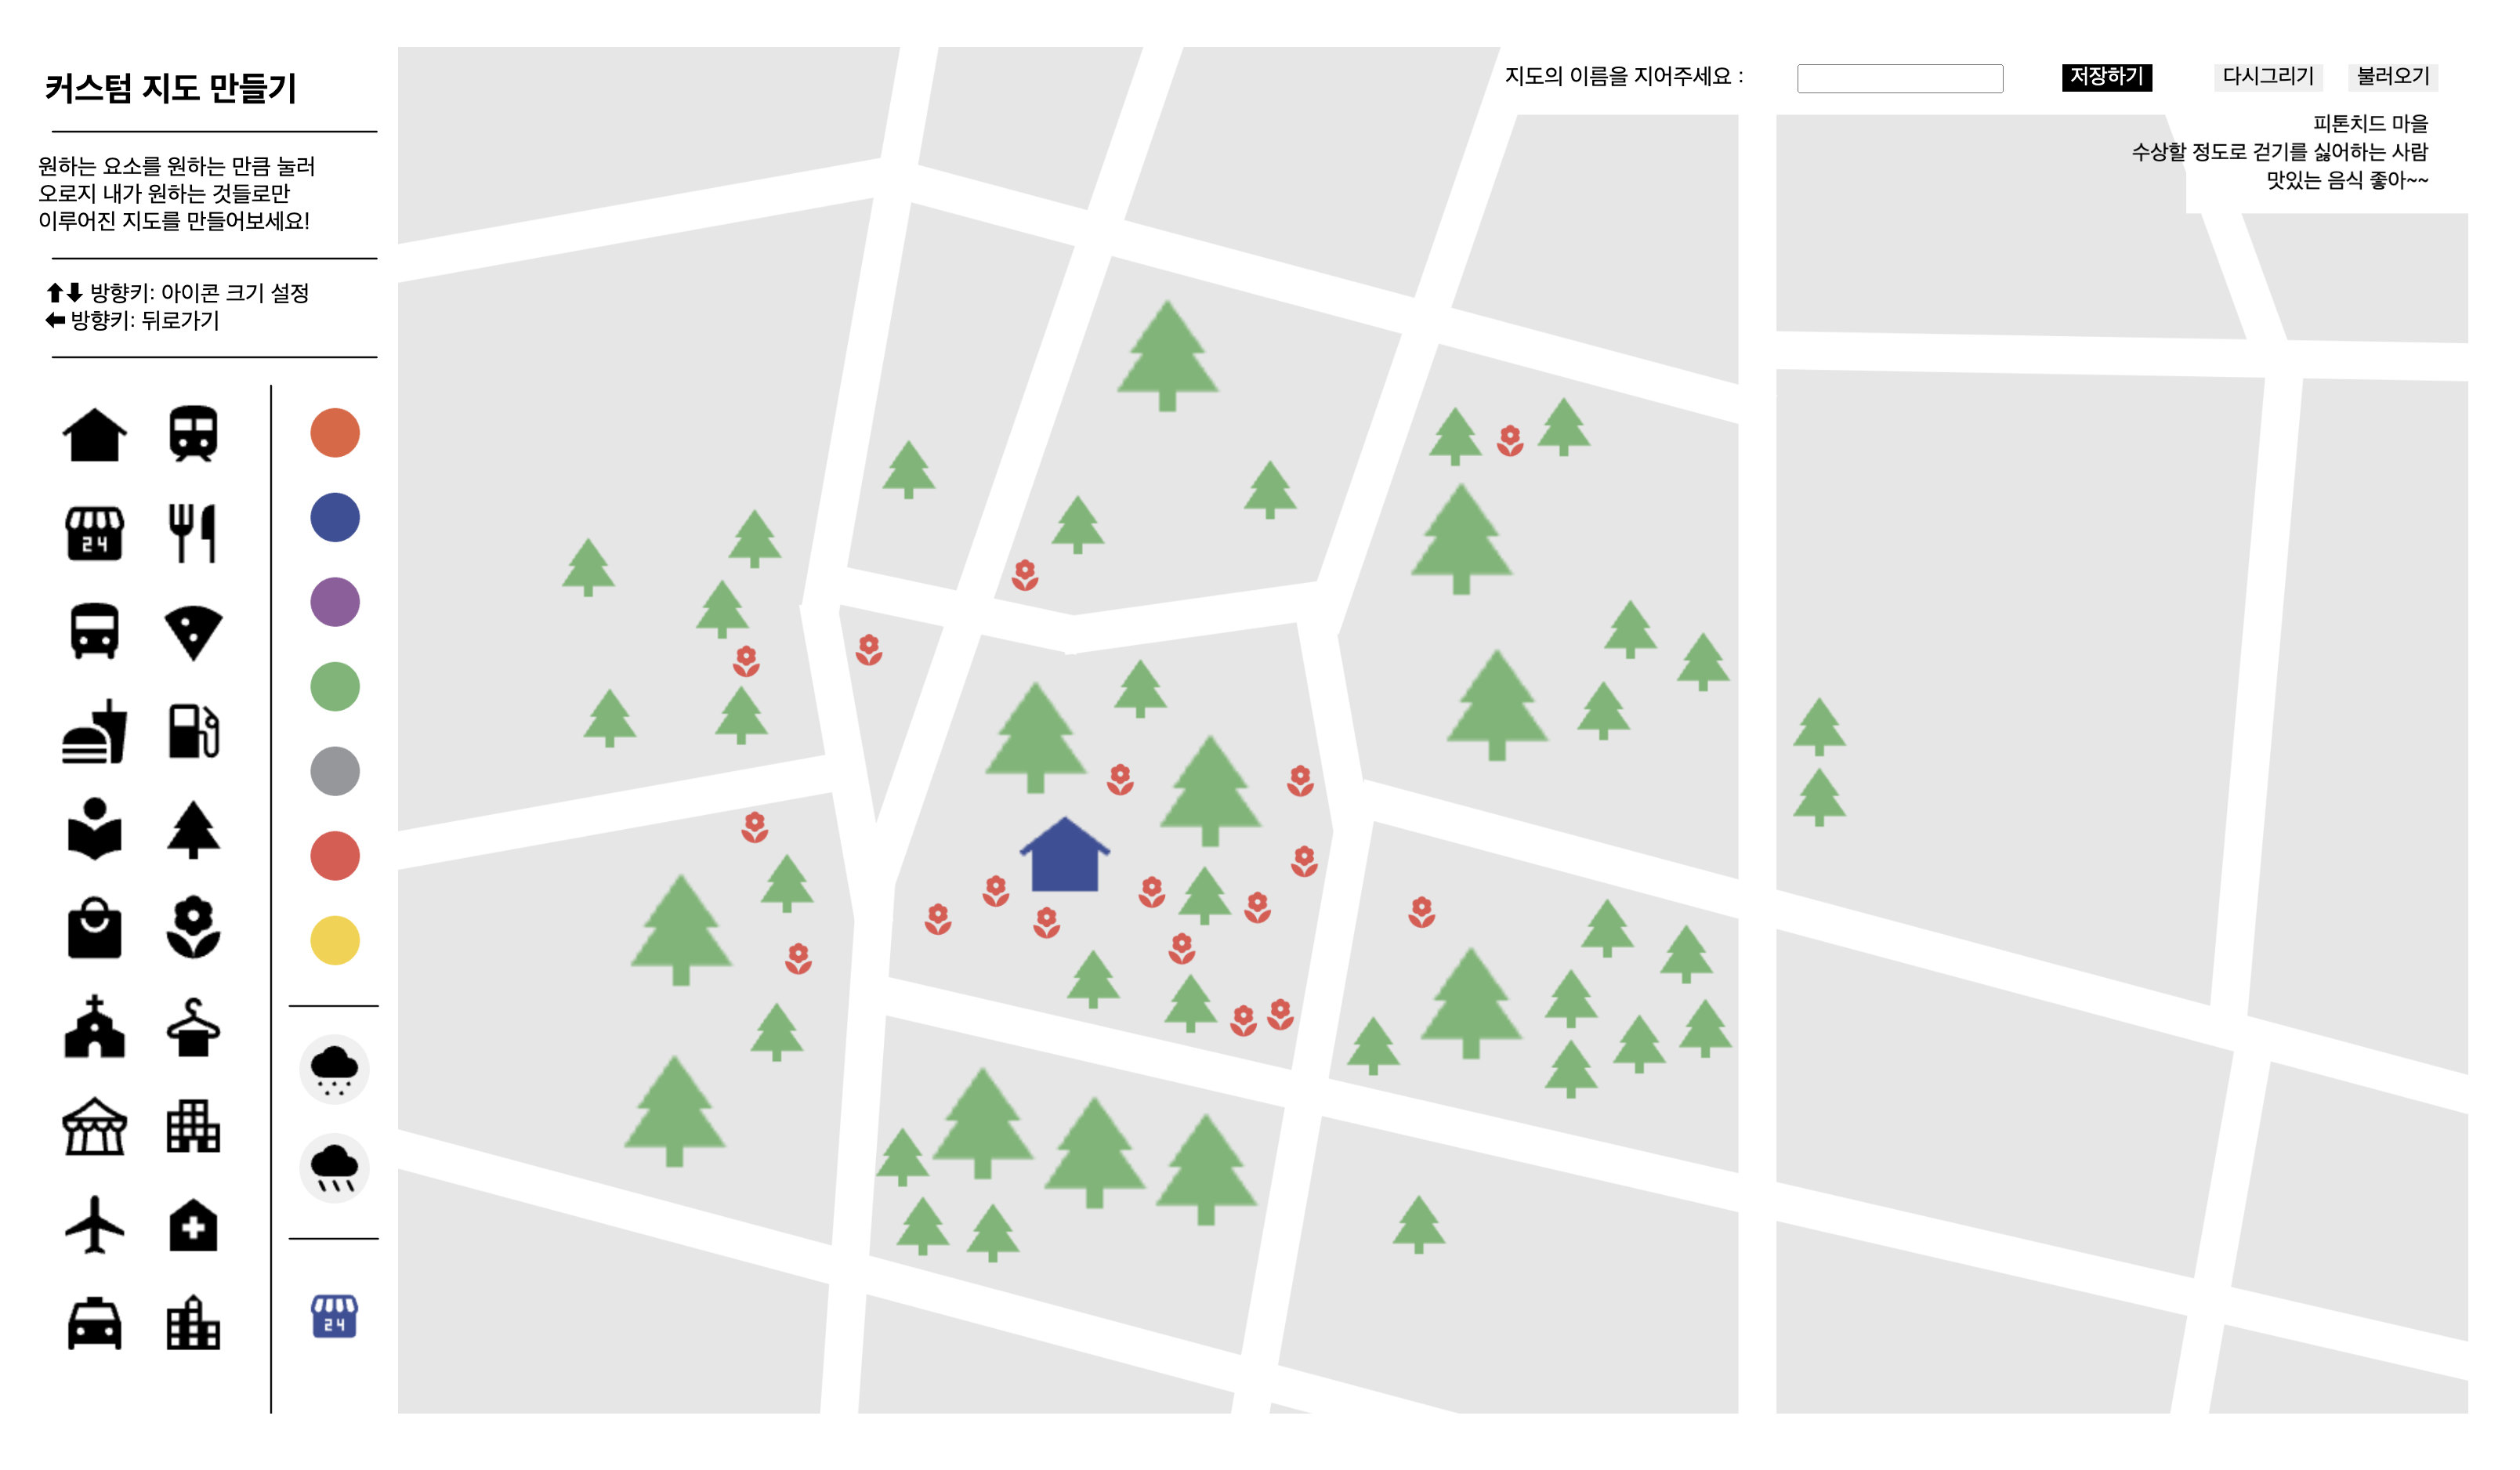 커스텀 지도 만들기
원하는 요소를 원하는 만큼 눌러
오로지 내가 원하는 것들로만
이루어진 지도를 만들어보세요!
방향키: 아이콘 크기 설정
방향키: 뒤로가기
24
24
지도의 이름을 지어주세요 :
저장하기
다시그리기
불러오기
피톤치드 마을
수상할 정도로 걷기를 싫어하는 사람
맛있는 음식 좋아~~